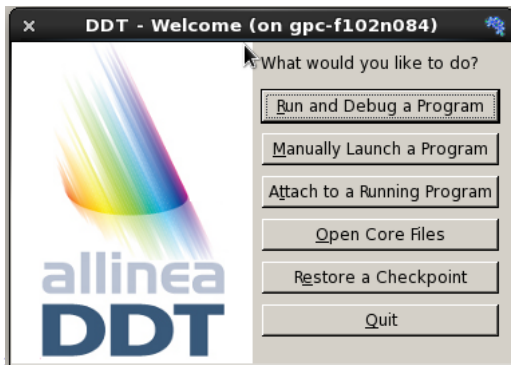 DDT - Welcome (on gpc-f102n084)
What would you like to do?
Run and Debug a Program
Manually Launch a Program
Attach to a Running Program
Open Core Files
Restore a Checkpoint
Quit
allinea
DDT